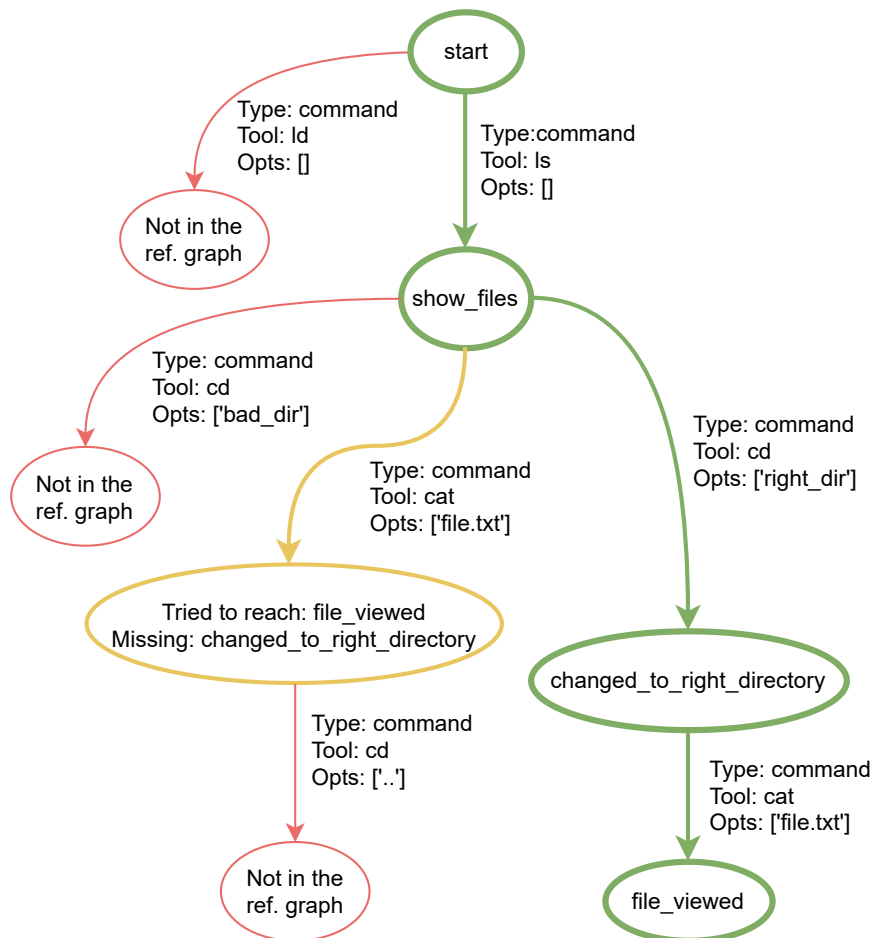 start
Type: command
Tool: ld
Opts: []
Type:command
Tool: ls
Opts: []
Not in the
ref. graph
show_files
Type: command
Tool: cd
Opts: ['bad_dir']
Type: command
Tool: cd
Opts: ['right_dir']
Not in the
ref. graph
Type: command
Tool: cat
Opts: ['file.txt']
Tried to reach: file_viewed
Missing: changed_to_right_directory
changed_to_right_directory
Type: command
Tool: cd
Opts: ['..']
Type: command
Tool: cat
Opts: ['file.txt']
Not in the
ref. graph
file_viewed